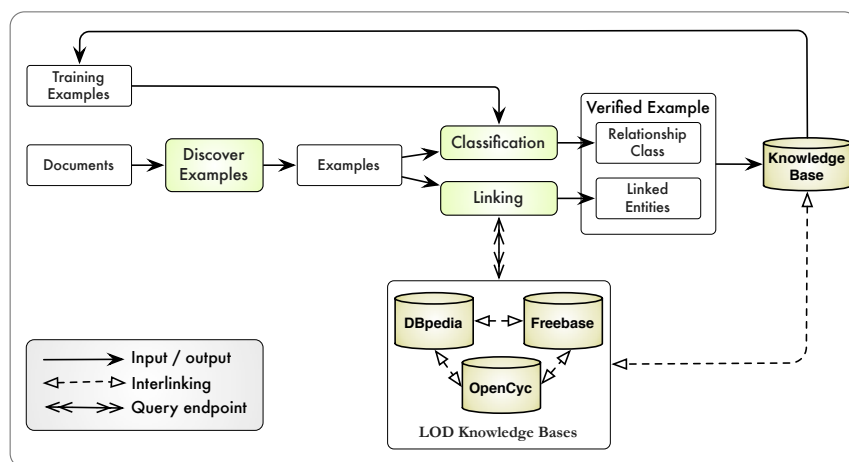 Training
Examples
Documents
Discover
Examples
Examples
Classification
Linking
Verified Example
Relationship
Class
Linked
Entities
Knowledge
Base
DBpedia
Freebase
OpenCyc
LOD Knowledge Bases
Input / output
Interlinking
Query endpoint